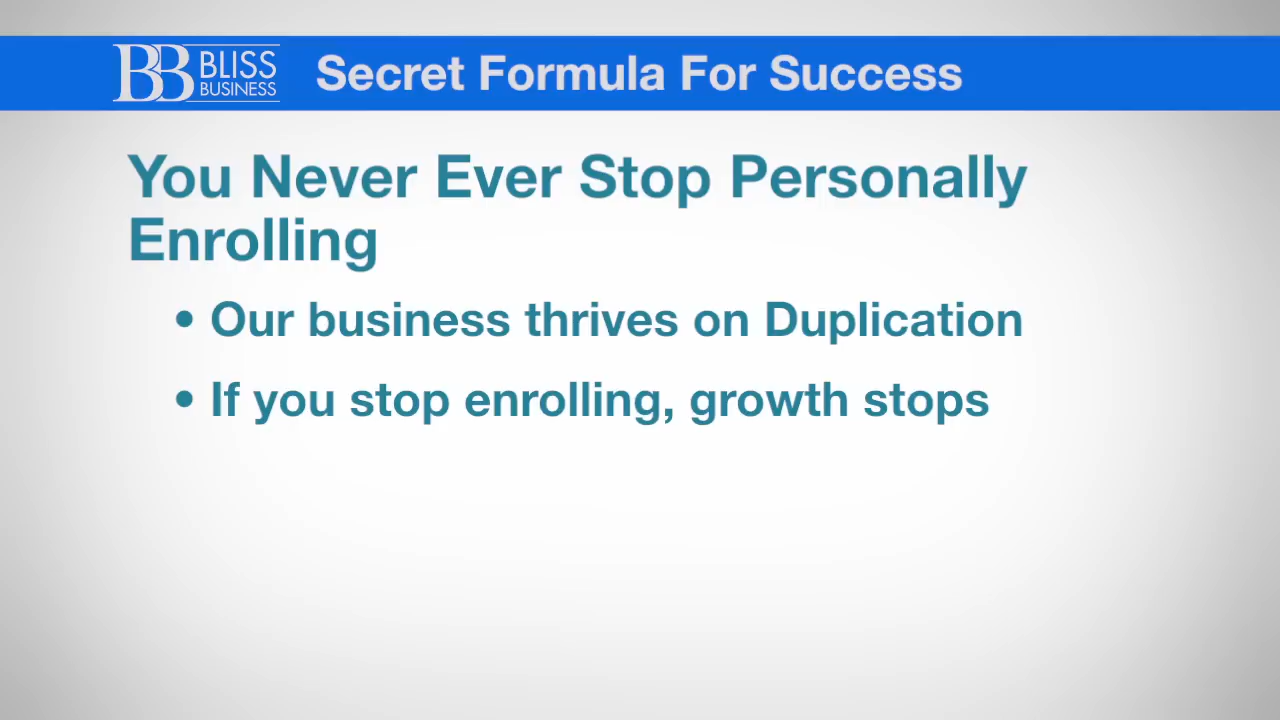 BB BLISS
BUSINESS
Secret Formula For Success
You Never Ever Stop Personally
Enrolling
• Our business thrives on Duplication
• If you stop enrolling, growth stops